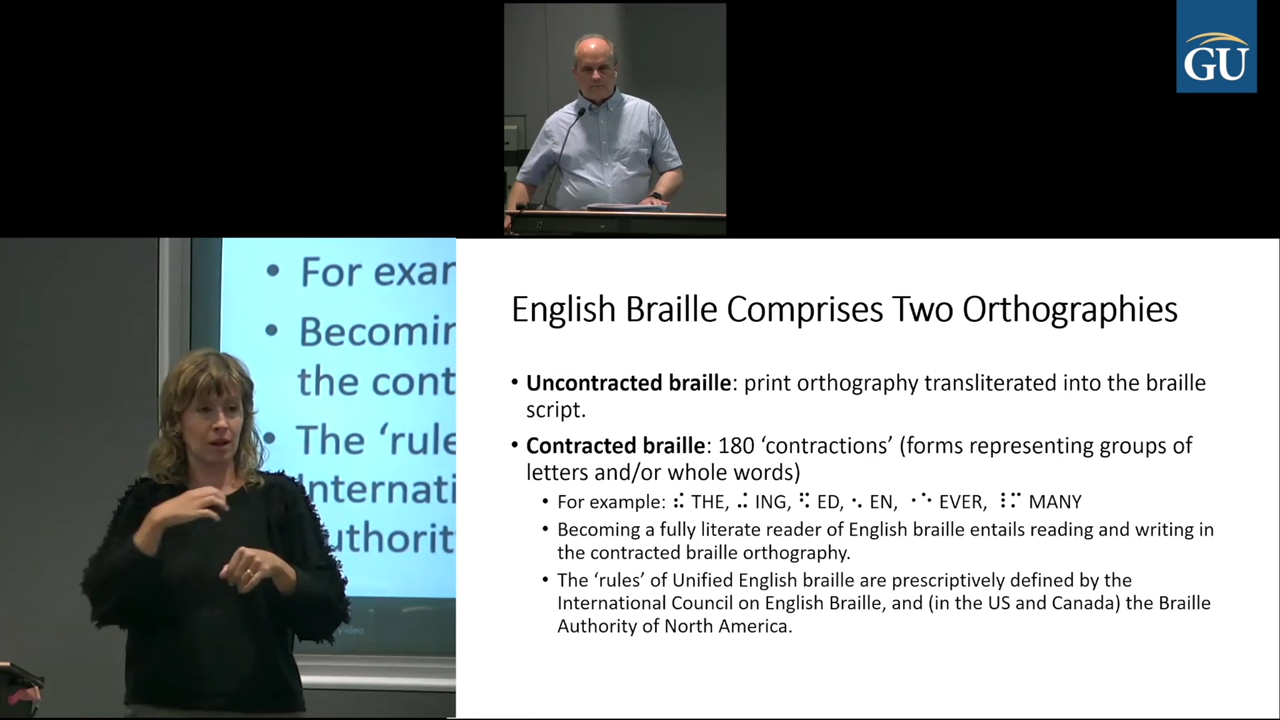 GU
• For exa
• Becomi
the cont
• The ‘rule
Internati
uthorit
Video
English Braille Comprises Two Orthographies
• Uncontracted braille: print orthography transliterated into the braille
script.
• Contracted braille: 180 ‘contractions’ (forms representing groups of
letters and/or whole words)
• For example: ⠮ THE, ⠬ ING, ⠫ ED, ⠢ EN, ⠐⠑ EVER, ⠸⠍ MANY
• Becoming a fully literate reader of English braille entails reading and writing in
the contracted braille orthography.
• The ‘rules’ of Unified English braille are prescriptively defined by the
International Council on English Braille, and (in the US and Canada) the Braille
Authority of North America.